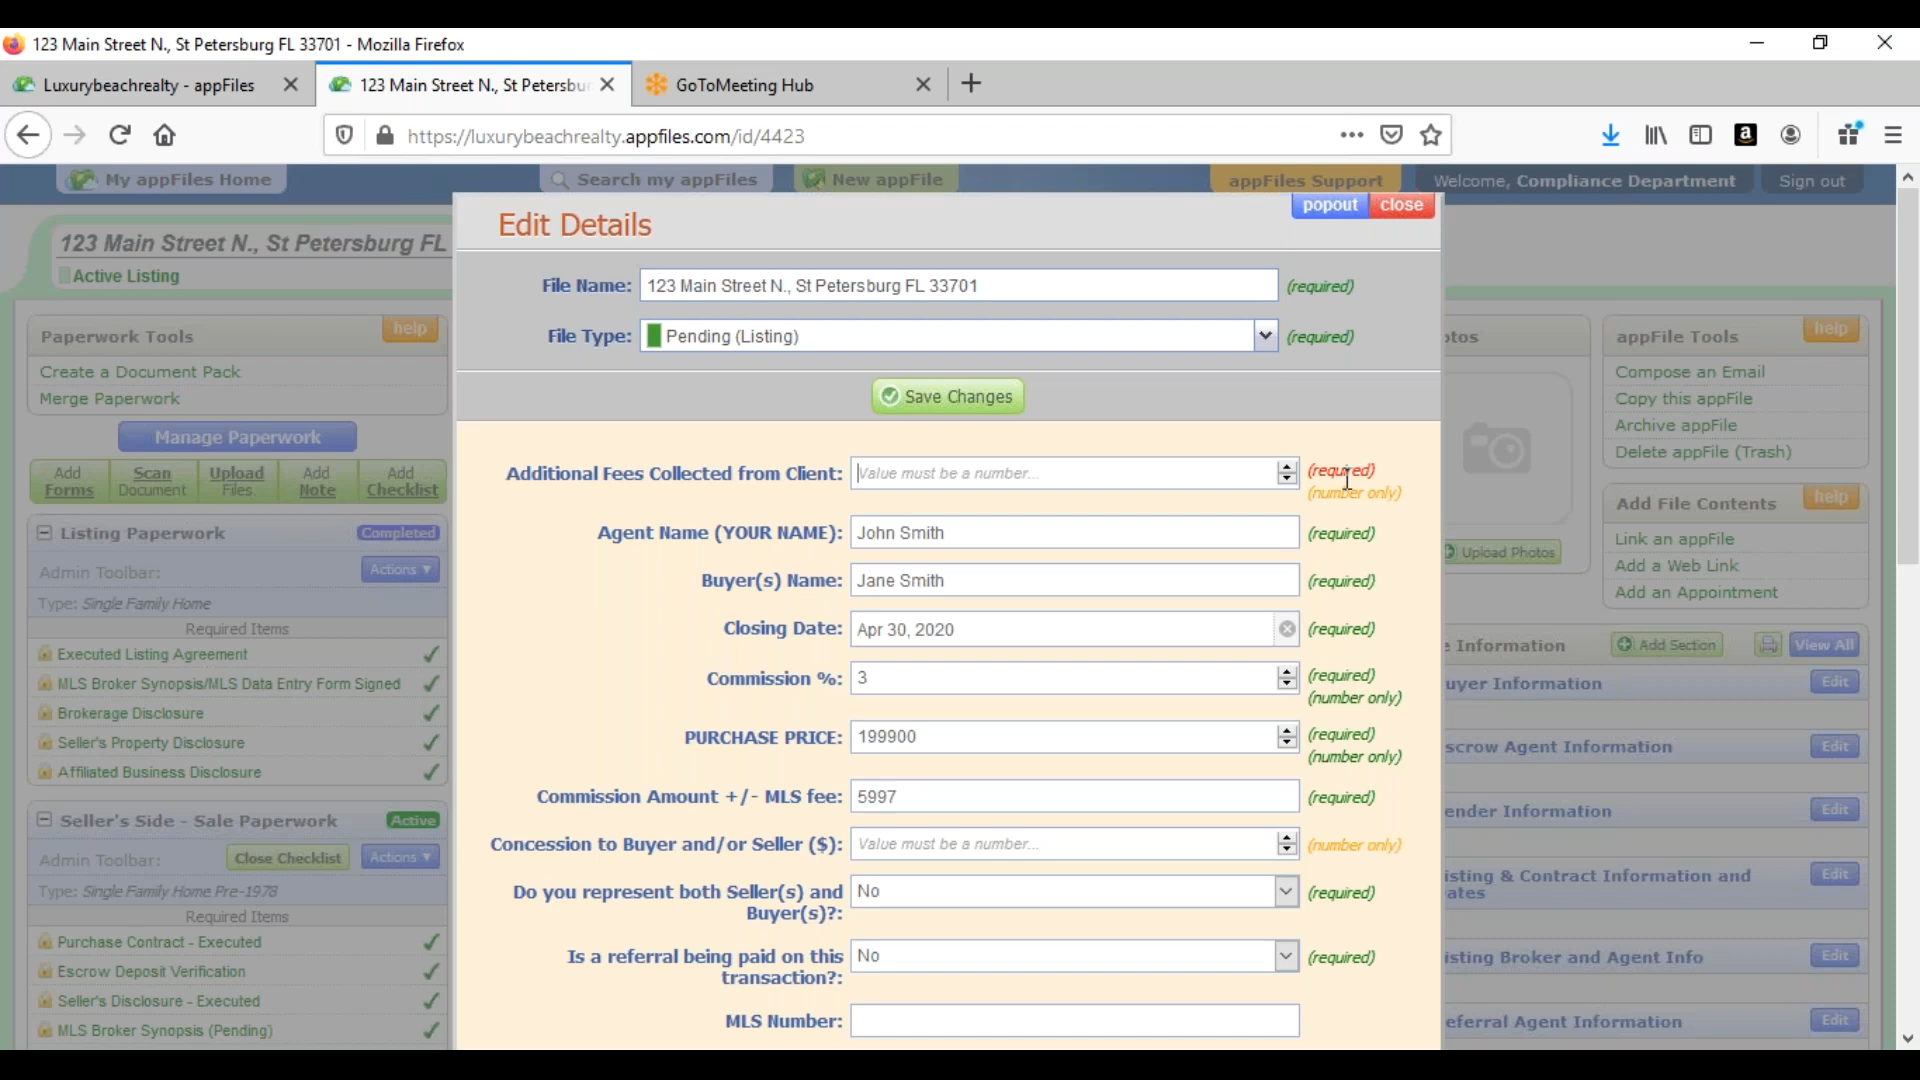 123 Main Street N., St Petersburg FL 33701 - Mozilla Firefox
Luxurybeachrealty - appFiles
123 Main Street N., St Petersbur
GoToMeeting Hub
https://luxurybeachrealty.appfiles.com/id/4423
My appFiles Home
Search my appFiles
New appFile
appFiles Support
Welcome, Compliance Department
Sign out
123 Main Street N., St Petersburg FL
Active Listing
Paperwork Tools
help
Create a Document Pack
Merge Paperwork
Manage Paperwork
Add Forms
Scan Document
Upload Files
Add Note
Add Checklist
Listing Paperwork
Completed
Admin Toolbar:
Actions
Type: Single Family Home
Required Items
Executed Listing Agreement
MLS Broker Synopsis/MLS Data Entry Form Signed
Brokerage Disclosure
Seller's Property Disclosure
Affiliated Business Disclosure
Seller's Side - Sale Paperwork
Active
Admin Toolbar:
Close Checklist
Actions
Type: Single Family Home Pre-1978
Required Items
Purchase Contract - Executed
Escrow Deposit Verification
Seller's Disclosure - Executed
MLS Broker Synopsis (Pending)
popout
close
Edit Details
File Name: 123 Main Street N., St Petersburg FL 33701 (required)
File Type: Pending (Listing) (required)
Save Changes
Additional Fees Collected from Client: Value must be a number... (required)
(number only)
Agent Name (YOUR NAME): John Smith (required)
Buyer(s) Name: Jane Smith (required)
Closing Date: Apr 30, 2020 (required)
Commission %: 3 (required)
(number only)
PURCHASE PRICE: 199900 (required)
(number only)
Commission Amount +/- MLS fee: 5997 (required)
Concession to Buyer and/or Seller ($): Value must be a number... (number only)
Do you represent both Seller(s) and No (required)
Buyer(s)?:
Is a referral being paid on this No (required)
transaction?:
MLS Number:
otos
Upload Photos
appFile Tools
help
Compose an Email
Copy this appFile
Archive appFile
Delete appFile (Trash)
Add File Contents
help
Link an appFile
Add a Web Link
Add an Appointment
e Information
Add Section
View All
uyer Information
Edit
scrow Agent Information
Edit
ender Information
Edit
isting & Contract Information and
ates
Edit
isting Broker and Agent Info
Edit
eferral Agent Information
Edit